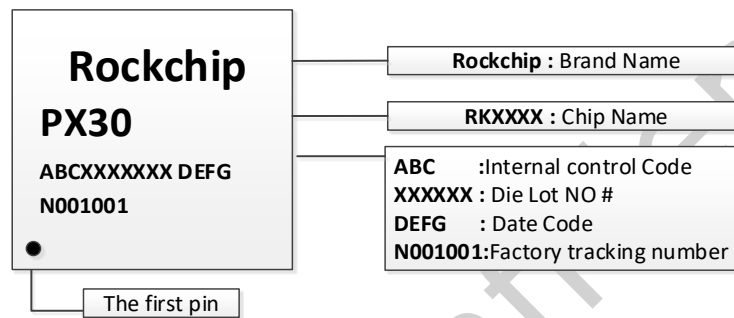 Rockchip
PX30
ABCXXXXXXX DEFG
N001001
The first pin
Rockchip : Brand Name
RKXXXX : Chip Name
ABC :Internal control Code
XXXXXX : Die Lot NO #
DEFG : Date Code
N001001:Factory tracking number